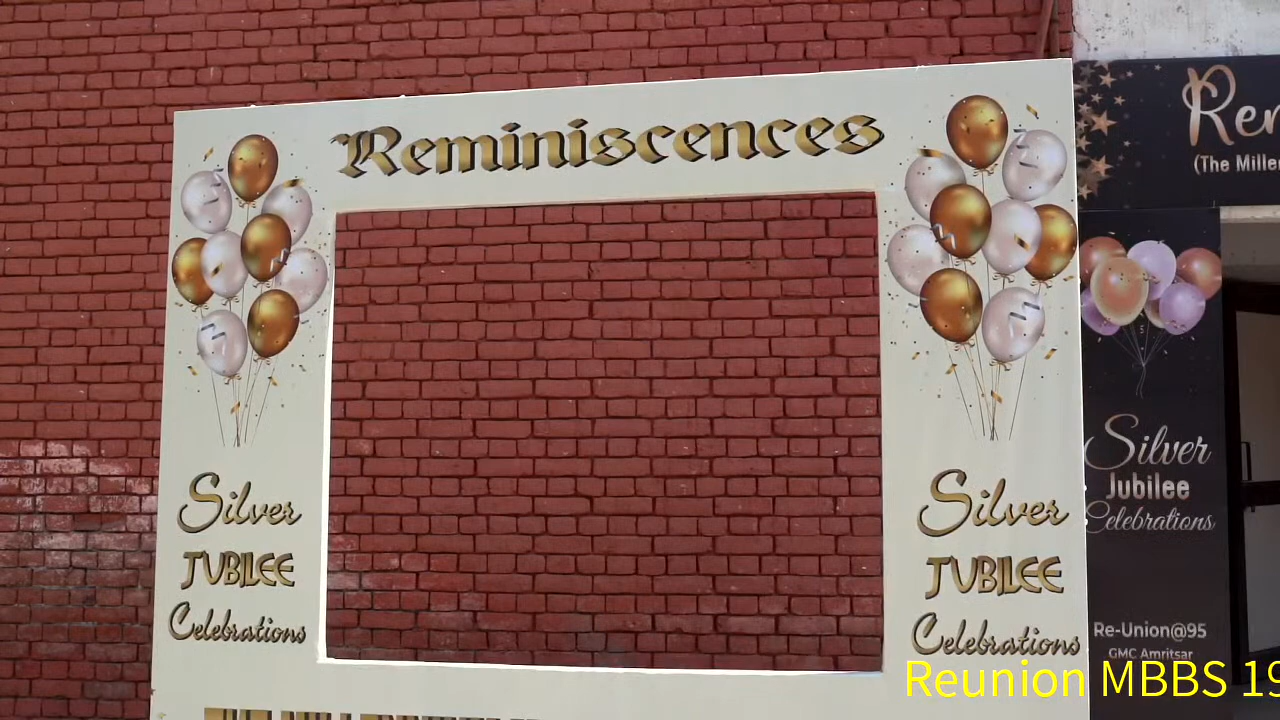 Reminiscences
Silver
JUBILEE
Celebrations
Silver
JUBILEE
Celebrations
(The Mille
Silver
Jubilee
Celebrations
Re-Union@95
GMC Amritsar
Reunion MBBS 19